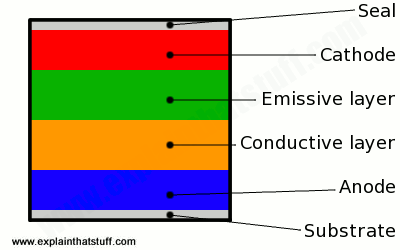 Seal
Cathode
Emissive layer
Conductive layer
Anode
Substrate
www.explainthatstuff.com